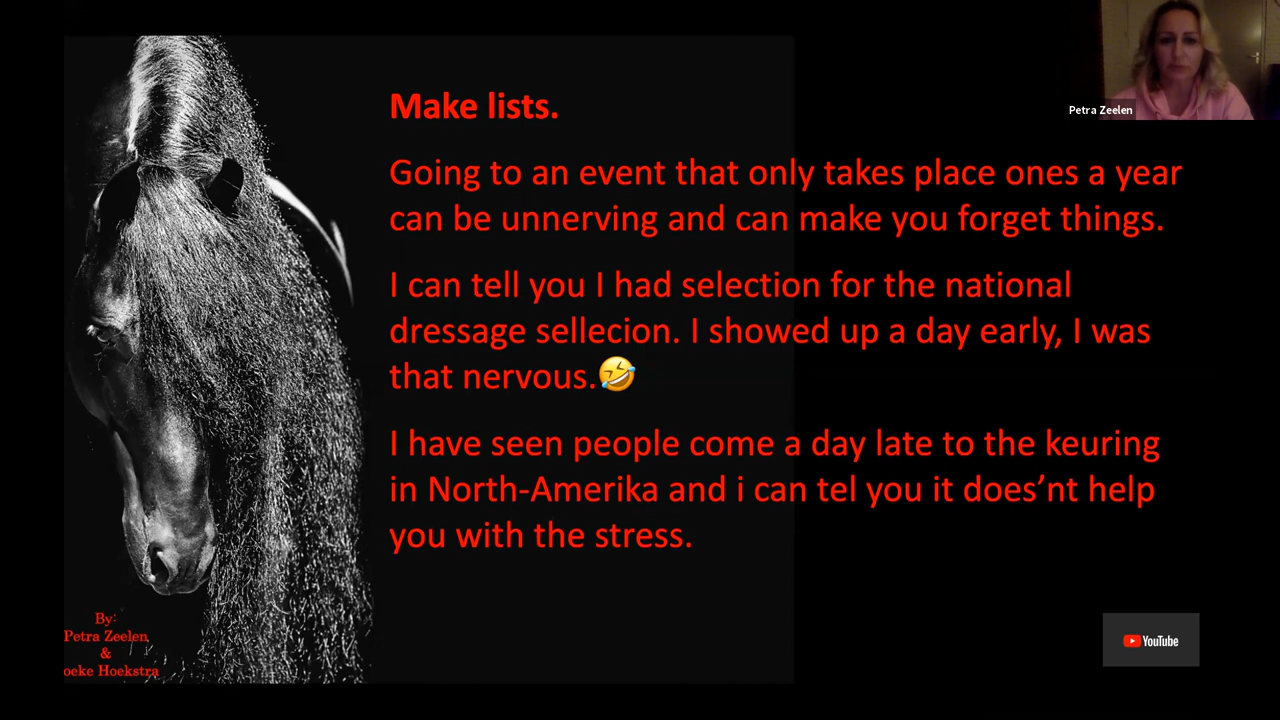 Petra Zeelen
Make lists.
Going to an event that only takes place ones a year
can be unnerving and can make you forget things.
I can tell you I had selection for the national
dressage sellecion. I showed up a day early, I was
that nervous.🤣
I have seen people come a day late to the keuring
in North-Amerika and i can tel you it does’nt help
you with the stress.
By:
Petra Zeelen
&
oeke Hoekstra
YouTube